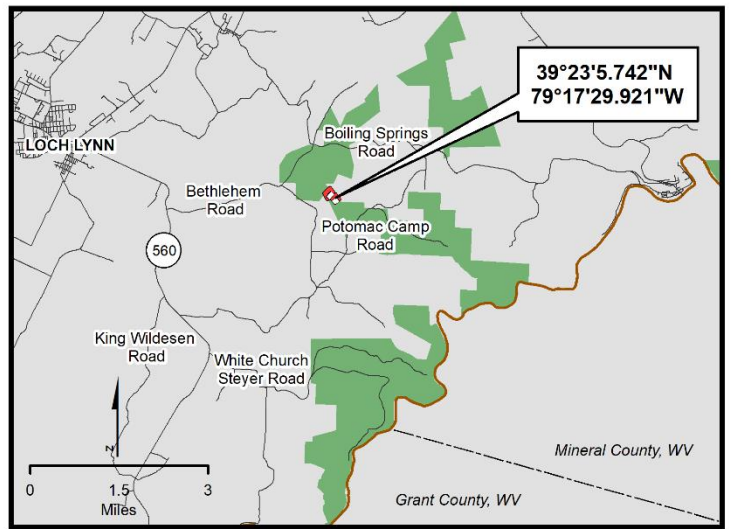 39°23'5.742"N
79°17'29.921"W
LOCH LYNN
Boiling Springs
Road
Bethlehem
Road
Potomac Camp
Road
560
King Wildesen
Road
White Church
Steyer Road
z
0 1.5 3
Miles
Mineral County, WV
Grant County, WV